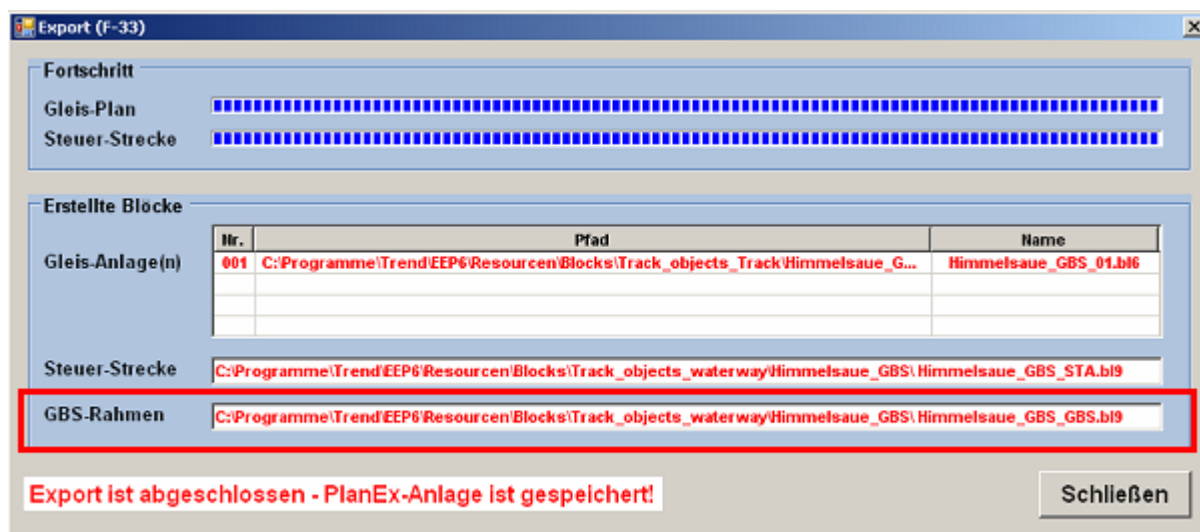 Export (F-33)
Fortschritt
Gleis-Plan
Steuer-Strecke
Erstellte Blöcke
Nr. Pfad Name
Gleis-Anlage(n) 001 C:\Programme\Trend\EEP6\Resourcen\Blocks\Track_objects_Track\Himmelsaue_G... Himmelsaue_GBS_01.bl6
Steuer-Strecke C:\Programme\Trend\EEP6\Resourcen\Blocks\Track_objects_waterway\Himmelsaue_GBS\ Himmelsaue_GBS_STA.bl9
GBS-Rahmen C:\Programme\Trend\EEP6\Resourcen\Blocks\Track_objects_waterway\Himmelsaue_GBS\ Himmelsaue_GBS_GBS.bl9
Export ist abgeschlossen - PlanEx-Anlage ist gespeichert! Schließen